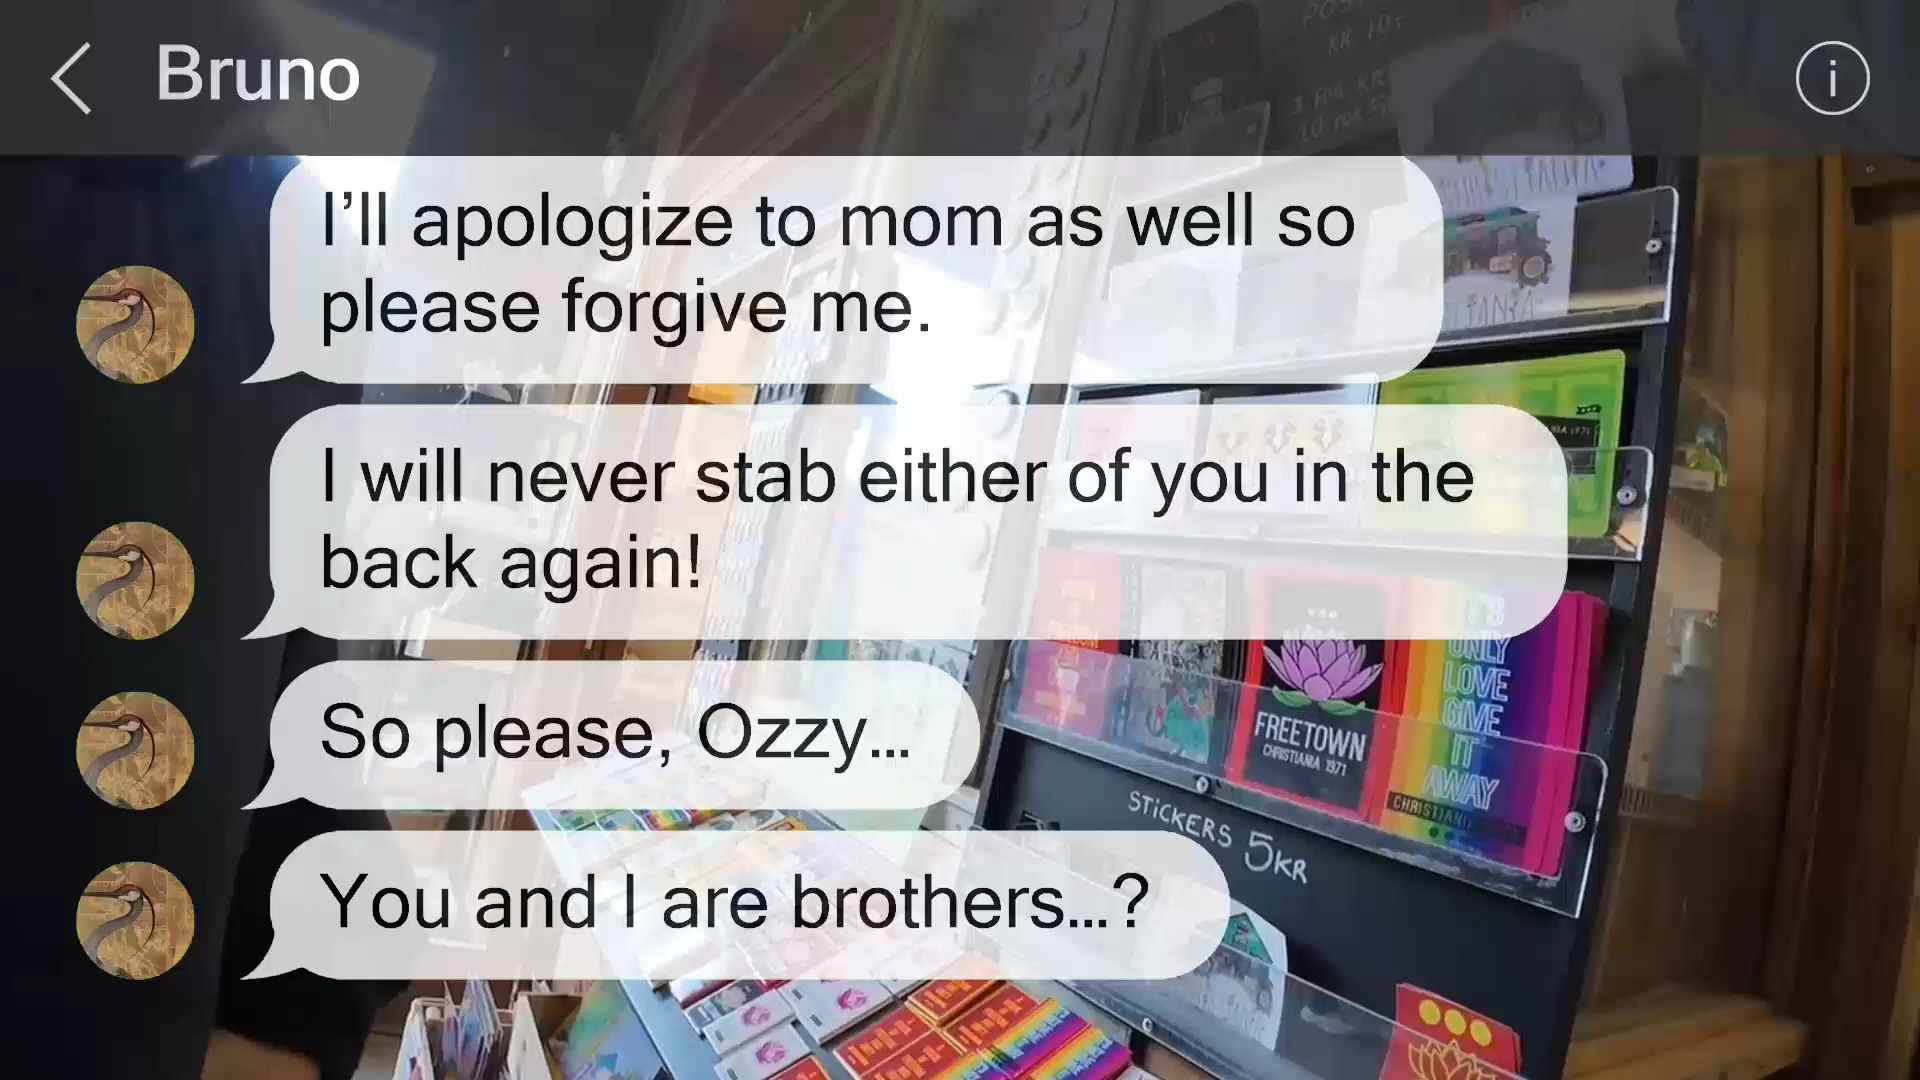 Bruno
I’ll apologize to mom as well so
please forgive me.
I will never stab either of you in the
back again!
So please, Ozzy...
You and I are brothers...?
IT'S
ONLY
LOVE
GIVE
IT
AWAY
FREETOWN
CHRISTIANIA 1971
STICKERS 5KR